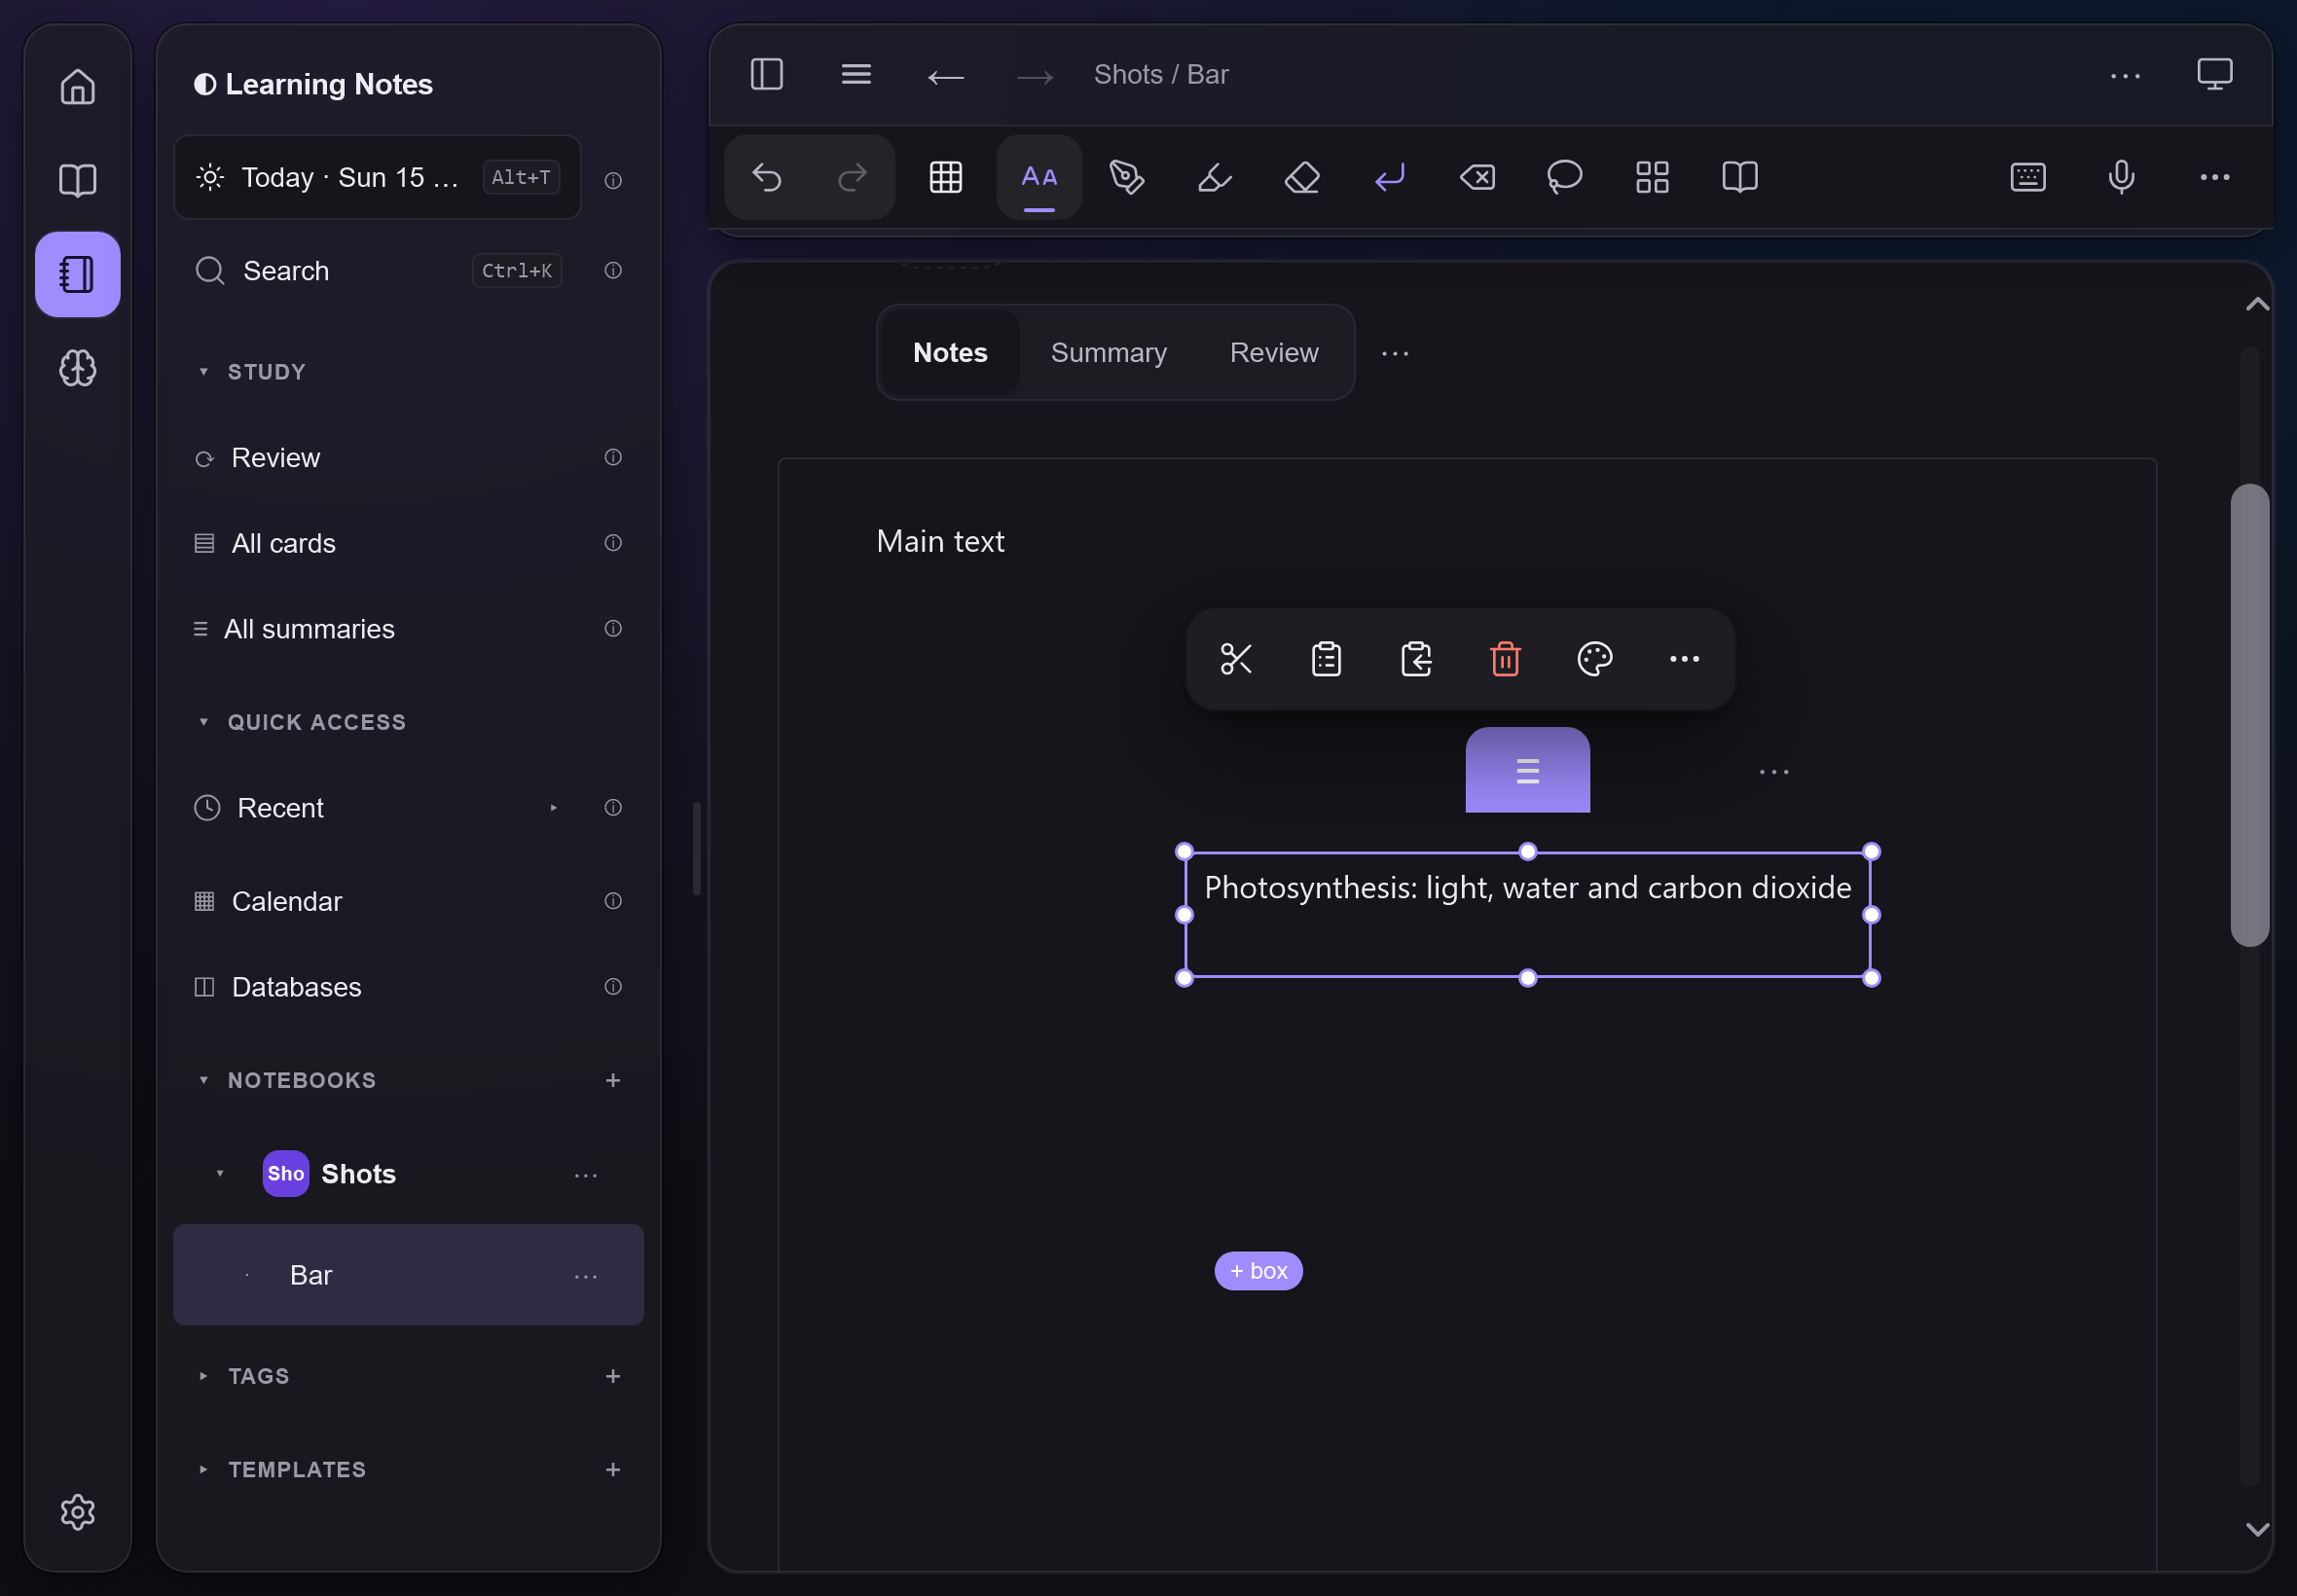 Learning Notes
Today · Sun 15 … Alt+T
Search Ctrl+K
STUDY
Review
All cards
All summaries
QUICK ACCESS
Recent
Calendar
Databases
NOTEBOOKS
Sho Shots
Bar
TAGS
TEMPLATES
Shots / Bar
AA
Notes Summary Review
Main text
Photosynthesis: light, water and carbon dioxide
+ box